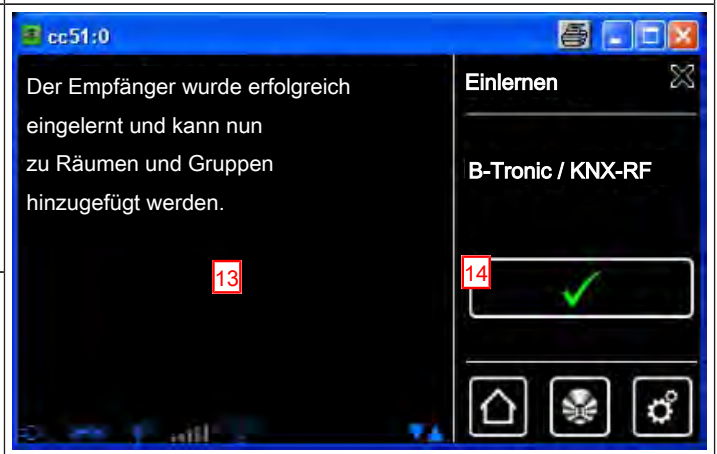 cc51:0
Der Empfänger wurde erfolgreich
eingelernt und kann nun
zu Räumen und Gruppen
hinzugefügt werden.
13
Einlernen
B-Tronic / KNX-RF
14